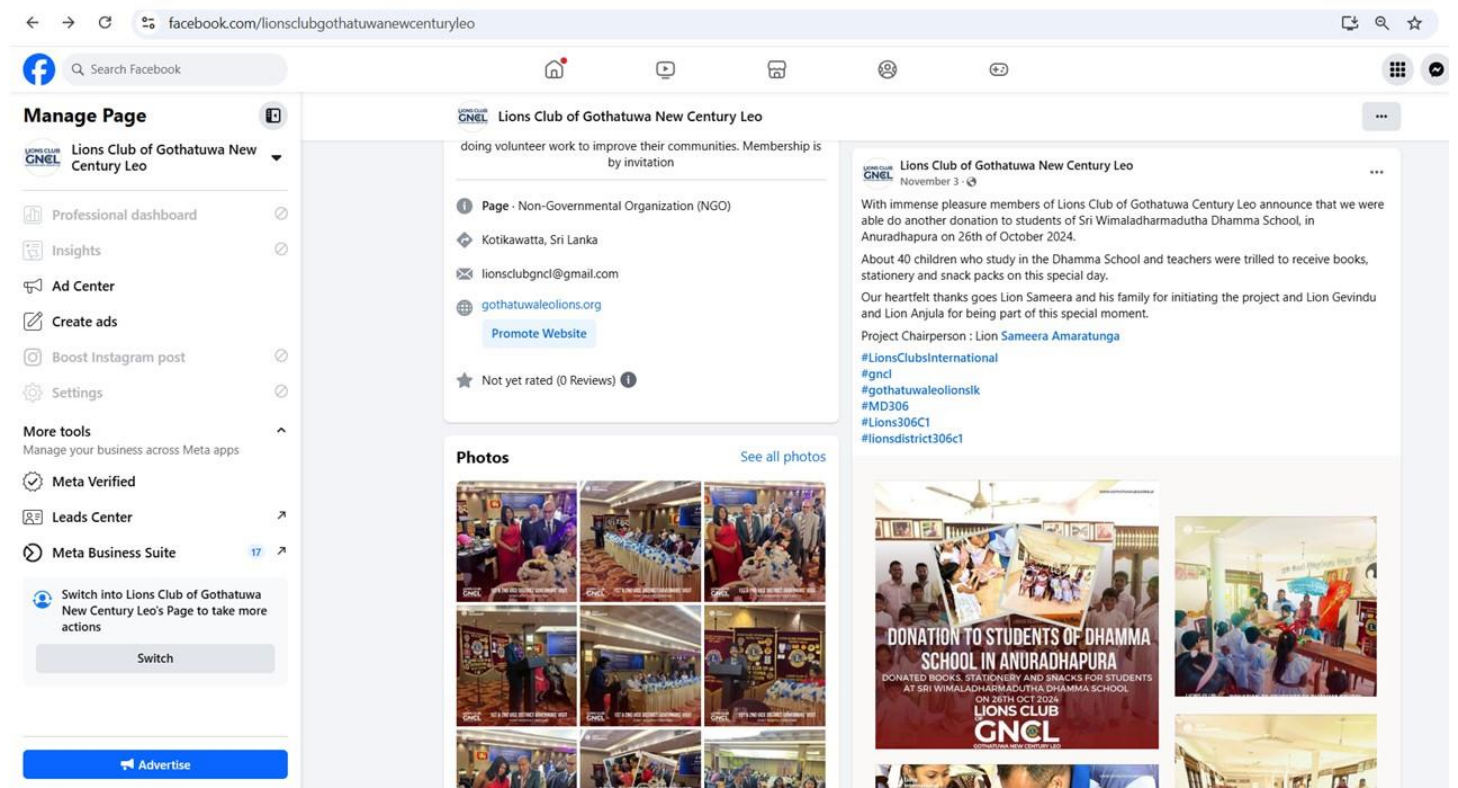 facebook.com/lionsclubgothatuwanewcenturyleo
Search Facebook
Manage Page
Lions Club of Gothatuwa New
Century Leo
Professional dashboard
Insights
Ad Center
Create ads
Boost Instagram post
Settings
More tools
Manage your business across Meta apps
Meta Verified
Leads Center
Meta Business Suite 17
Switch into Lions Club of Gothatuwa
New Century Leo's Page to take more
actions
Switch
Advertise
LIONS CLUB
GNCL
Lions Club of Gothatuwa New Century Leo
doing volunteer work to improve their communities. Membership is
by invitation
Page · Non-Governmental Organization (NGO)
Kotikawatta, Sri Lanka
lionsclubgncl@gmail.com
gothatuwaleolions.org
Promote Website
Not yet rated (0 Reviews)
Photos
See all photos
Lions Club of Gothatuwa New Century Leo
November 3 ·
With immense pleasure members of Lions Club of Gothatuwa Century Leo announce that we were
able do another donation to students of Sri Wimaladharmadutha Dhamma School, in
Anuradhapura on 26th of October 2024.
About 40 children who study in the Dhamma School and teachers were trilled to receive books,
stationery and snack packs on this special day.
Our heartfelt thanks goes Lion Sameera and his family for initiating the project and Lion Gevindu
and Lion Anjula for being part of this special moment.
Project Chairperson : Lion Sameera Amaratunga
#LionsClubsInternational
#gncl
#gothatuwaleolionslk
#MD306
#Lions306C1
#lionsdistrict306c1
DONATION TO STUDENTS OF DHAMMA
SCHOOL IN ANURADHAPURA
DONATED BOOKS, STATIONERY AND SNACKS FOR STUDENTS
AT SRI WIMALADHARMADUTHA DHAMMA SCHOOL
ON 26TH OCT 2024
LIONS CLUB
OF
GNCL
GOTHATUWA NEW CENTURY LEO